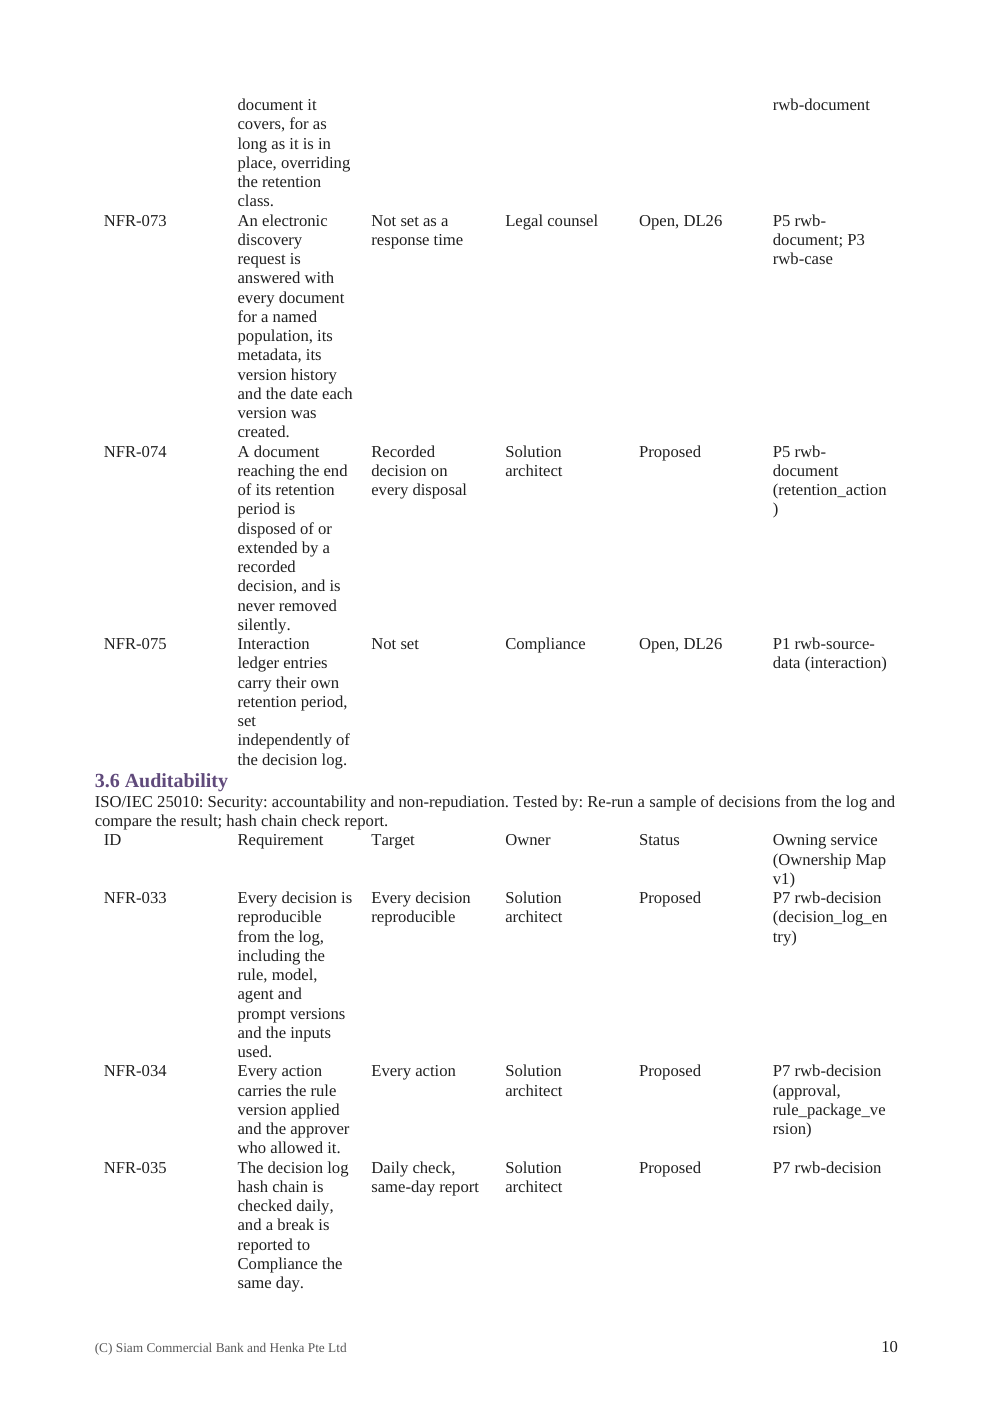 document it
covers, for as
long as it is in
place, overriding
the retention
class.
rwb-document
NFR-073
An electronic
discovery
request is
answered with
every document
for a named
population, its
metadata, its
version history
and the date each
version was
created.
Not set as a
response time
Legal counsel
Open, DL26
P5 rwb-
document; P3
rwb-case
NFR-074
A document
reaching the end
of its retention
period is
disposed of or
extended by a
recorded
decision, and is
never removed
silently.
Recorded
decision on
every disposal
Solution
architect
Proposed
P5 rwb-
document
(retention_action
)
NFR-075
Interaction
ledger entries
carry their own
retention period,
set
independently of
the decision log.
Not set
Compliance
Open, DL26
P1 rwb-source-
data (interaction)
3.6 Auditability
ISO/IEC 25010: Security: accountability and non-repudiation. Tested by: Re-run a sample of decisions from the log and
compare the result; hash chain check report.
ID
Requirement
Target
Owner
Status
Owning service
(Ownership Map
v1)
NFR-033
Every decision is
reproducible
from the log,
including the
rule, model,
agent and
prompt versions
and the inputs
used.
Every decision
reproducible
Solution
architect
Proposed
P7 rwb-decision
(decision_log_en
try)
NFR-034
Every action
carries the rule
version applied
and the approver
who allowed it.
Every action
Solution
architect
Proposed
P7 rwb-decision
(approval,
rule_package_ve
rsion)
NFR-035
The decision log
hash chain is
checked daily,
and a break is
reported to
Compliance the
same day.
Daily check,
same-day report
Solution
architect
Proposed
P7 rwb-decision
(C) Siam Commercial Bank and Henka Pte Ltd
10